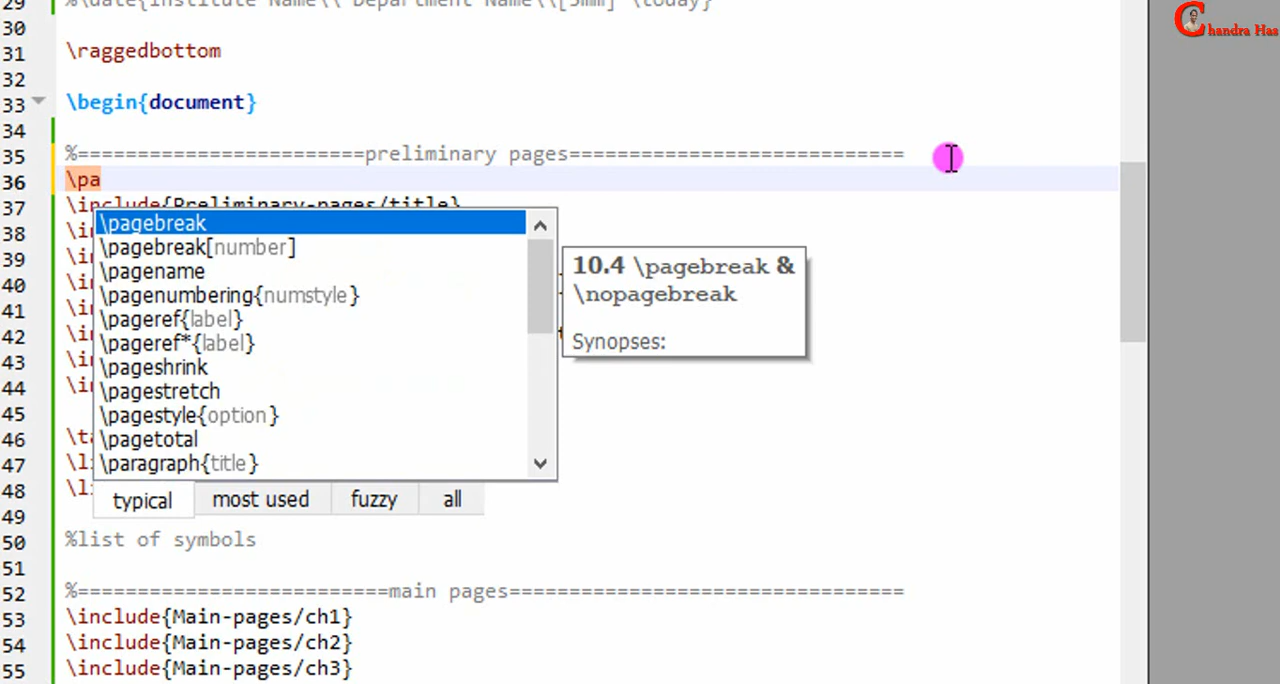 29 %\date{Institute Name\\ Department Name\\[5mm] \today}
30
31 \raggedbottom
32
33 \begin{document}
34
35 %========================preliminary pages============================
36 \pa
37 \include{Preliminary-pages/title}
38
39
40
41
42
43
44
45
46 \ta
47 \li
48 \li
49
50 %list of symbols
51
52 %==========================main pages=================================
53 \include{Main-pages/ch1}
54 \include{Main-pages/ch2}
55 \include{Main-pages/ch3}
\pagebreak
\pagebreak[number]
\pagename
\pagenumbering{numstyle}
\pageref{label}
\pageref*{label}
\pageshrink
\pagestretch
\pagestyle{option}
\pagetotal
\paragraph{title}
typical most used fuzzy all
10.4 \pagebreak &
\nopagebreak
Synopses:
Chandra Has